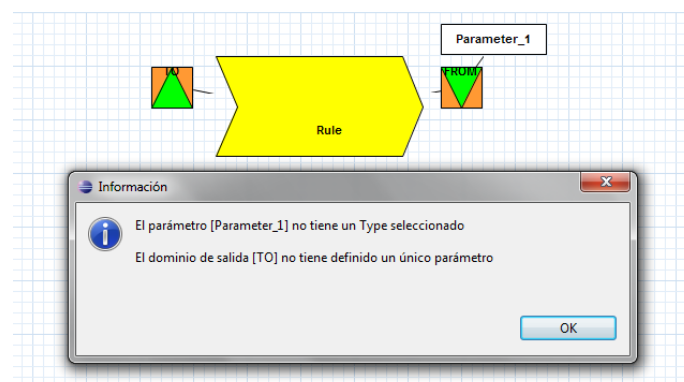 Parameter_1
TO
FROM
Rule
Información
El parámetro [Parameter_1] no tiene un Type seleccionado
El dominio de salida [TO] no tiene definido un único parámetro
OK